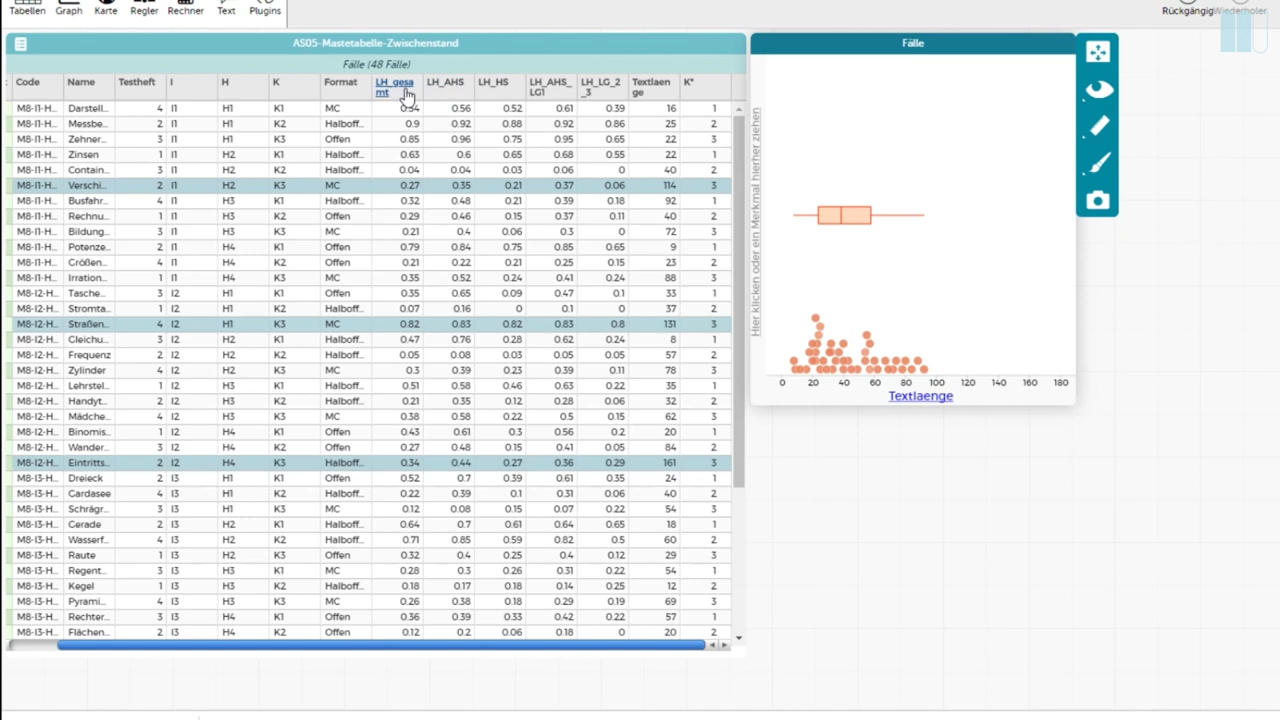 Tabellen Graph Karte Regler Rechner Text Plugins Rückgängig Wiederholen
AS05-Mastetabelle-Zwischenstand
Fälle (48 Fälle)
Code Name Testheft I H K Format LH_gesamt LH_AHS LH_HS LH_AHS_LG1 LH_LG_2_3 Textlaenge K*
M8-I1-H... Darstell... 4 I1 H1 K1 MC 0.54 0.56 0.52 0.61 0.39 16 1
M8-I1-H... Messbe... 2 I1 H1 K2 Halboff... 0.9 0.92 0.88 0.92 0.86 25 2
M8-I1-H... Zehner... 3 I1 H1 K3 Offen 0.85 0.96 0.75 0.95 0.65 22 3
M8-I1-H... Zinsen 1 I1 H2 K1 Halboff... 0.63 0.6 0.65 0.68 0.55 22 1
M8-I1-H... Contain... 3 I1 H2 K2 Halboff... 0.04 0.04 0.03 0.06 0 40 2
M8-I1-H... Verschi... 2 I1 H2 K3 MC 0.27 0.35 0.21 0.37 0.06 114 3
M8-I1-H... Busfahr... 4 I1 H3 K1 Halboff... 0.32 0.48 0.21 0.39 0.18 92 1
M8-I1-H... Rechnu... 1 I1 H3 K2 Offen 0.29 0.46 0.15 0.37 0.11 40 2
M8-I1-H... Bildung... 3 I1 H3 K3 MC 0.21 0.4 0.06 0.3 0 72 3
M8-I1-H... Potenze... 2 I1 H4 K1 Offen 0.79 0.84 0.75 0.85 0.65 9 1
M8-I1-H... Größen... 4 I1 H4 K2 Offen 0.21 0.22 0.21 0.25 0.15 23 2
M8-I1-H... Irration... 1 I1 H4 K3 MC 0.35 0.52 0.24 0.41 0.24 88 3
M8-I2-H... Tasche... 3 I2 H1 K1 Offen 0.35 0.65 0.09 0.47 0.1 33 1
M8-I2-H... Stromta... 1 I2 H1 K2 Halboff... 0.07 0.16 0 0.1 0 37 2
M8-I2-H... Straßen... 4 I2 H1 K3 MC 0.82 0.83 0.82 0.83 0.8 131 3
M8-I2-H... Gleichu... 3 I2 H2 K1 Halboff... 0.47 0.76 0.28 0.62 0.24 8 1
M8-I2-H... Frequenz 2 I2 H2 K2 Halboff... 0.05 0.08 0.03 0.05 0.05 57 2
M8-I2-H... Zylinder 4 I2 H2 K3 MC 0.3 0.39 0.23 0.39 0.11 78 3
M8-I2-H... Lehrstel... 1 I2 H3 K1 Halboff... 0.51 0.58 0.46 0.63 0.22 35 1
M8-I2-H... Handyt... 2 I2 H3 K2 Halboff... 0.21 0.35 0.12 0.28 0.06 32 2
M8-I2-H... Mädche... 4 I2 H3 K3 MC 0.38 0.58 0.22 0.5 0.15 62 3
M8-I2-H... Binomis... 1 I2 H4 K1 Offen 0.43 0.61 0.3 0.56 0.2 20 1
M8-I2-H... Wander... 3 I2 H4 K2 Offen 0.27 0.48 0.15 0.41 0.05 84 2
M8-I2-H... Eintritts... 2 I2 H4 K3 Halboff... 0.34 0.44 0.27 0.36 0.29 161 3
M8-I3-H... Dreieck 2 I3 H1 K1 Offen 0.52 0.7 0.39 0.61 0.35 24 1
M8-I3-H... Gardasee 4 I3 H1 K2 Halboff... 0.22 0.39 0.1 0.31 0.06 40 2
M8-I3-H... Schrägr... 3 I3 H1 K3 MC 0.12 0.08 0.15 0.07 0.22 54 3
M8-I3-H... Gerade 2 I3 H2 K1 Halboff... 0.64 0.7 0.61 0.64 0.65 18 1
M8-I3-H... Wasserf... 4 I3 H2 K2 Halboff... 0.71 0.85 0.59 0.82 0.5 60 2
M8-I3-H... Raute 1 I3 H2 K3 Offen 0.32 0.4 0.25 0.4 0.12 29 3
M8-I3-H... Regent... 3 I3 H3 K1 MC 0.28 0.3 0.26 0.31 0.22 54 1
M8-I3-H... Kegel 1 I3 H3 K2 Halboff... 0.18 0.17 0.18 0.14 0.25 12 2
M8-I3-H... Pyrami... 4 I3 H3 K3 MC 0.26 0.38 0.18 0.29 0.19 69 3
M8-I3-H... Rechter... 3 I3 H4 K1 Offen 0.36 0.39 0.33 0.42 0.22 57 1
M8-I3-H... Flächen... 2 I3 H4 K2 Offen 0.12 0.2 0.06 0.18 0 20 2
Fälle
Hier klicken oder ein Merkmal hierher ziehen
0 20 40 60 80 100 120 140 160 180
Textlaenge